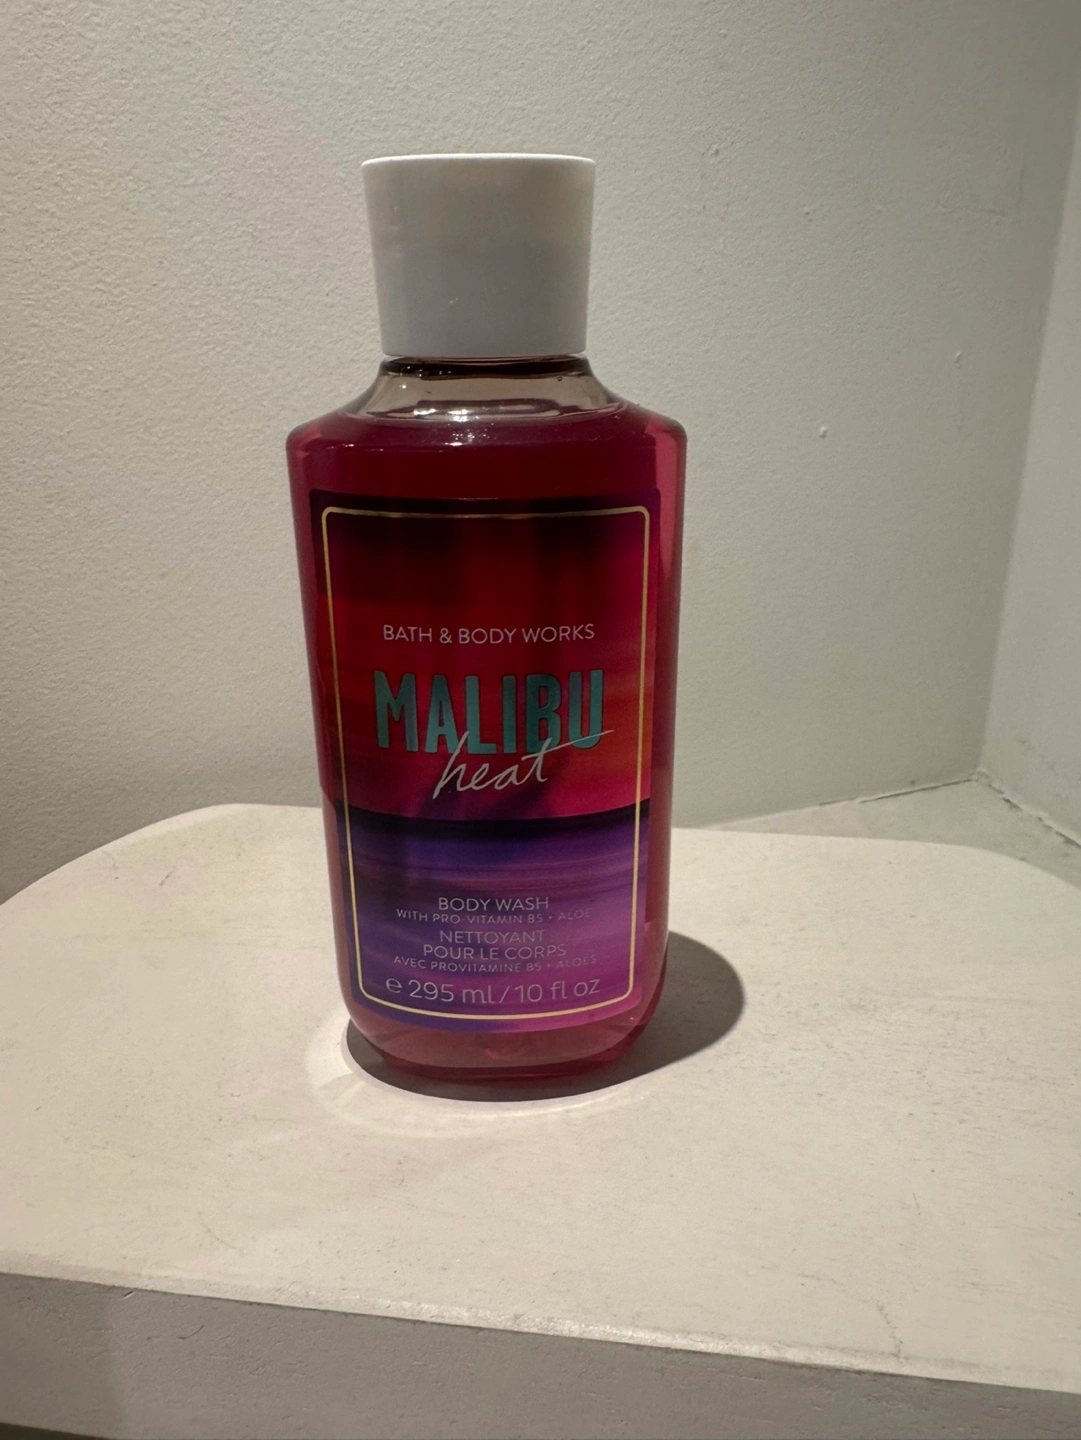 BATH & BODY WORKS
MALIBU
heat
BODY WASH
WITH PRO-VITAMIN B5 • ALOE
NETTOYANT
POUR LE CORPS
AVEC PROVITAMINE B5 • ALOÈS
e 295 ml / 10 fl oz